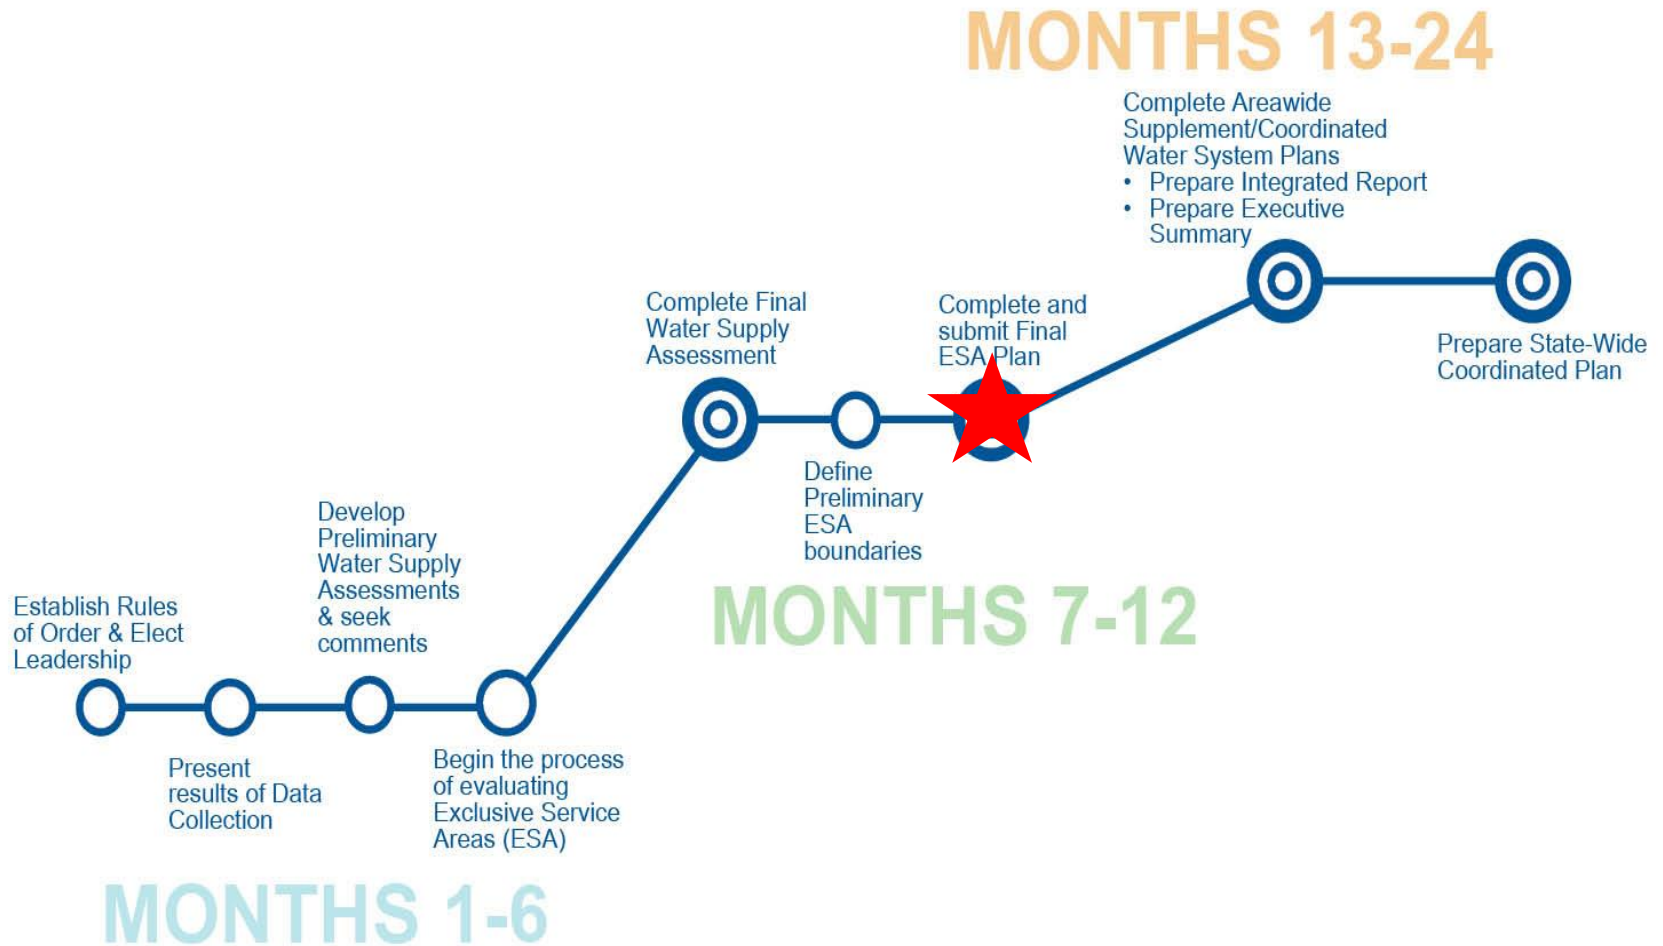 MONTHS 13-24
Complete Areawide
Supplement/Coordinated
Water System Plans
• Prepare Integrated Report
• Prepare Executive
Summary
Complete Final
Water Supply
Assessment
Complete and
submit Final
ESA Plan
Prepare State-Wide
Coordinated Plan
Define
Preliminary
ESA
boundaries
Develop
Preliminary
Water Supply
Assessments
& seek
comments
MONTHS 7-12
Establish Rules
of Order & Elect
Leadership
Present
results of Data
Collection
Begin the process
of evaluating
Exclusive Service
Areas (ESA)
MONTHS 1-6